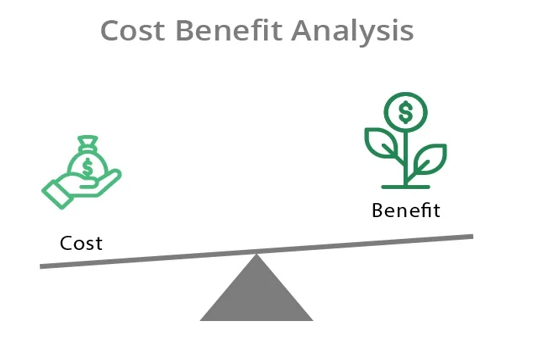 Cost Benefit Analysis
$
$
Benefit
Cost